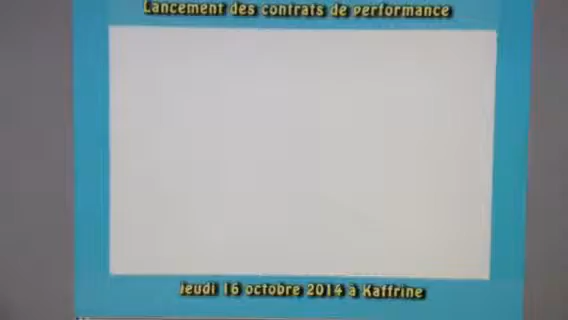 Lancement des contrats de performance
Jeudi 16 octobre 2014 à Kaffrine